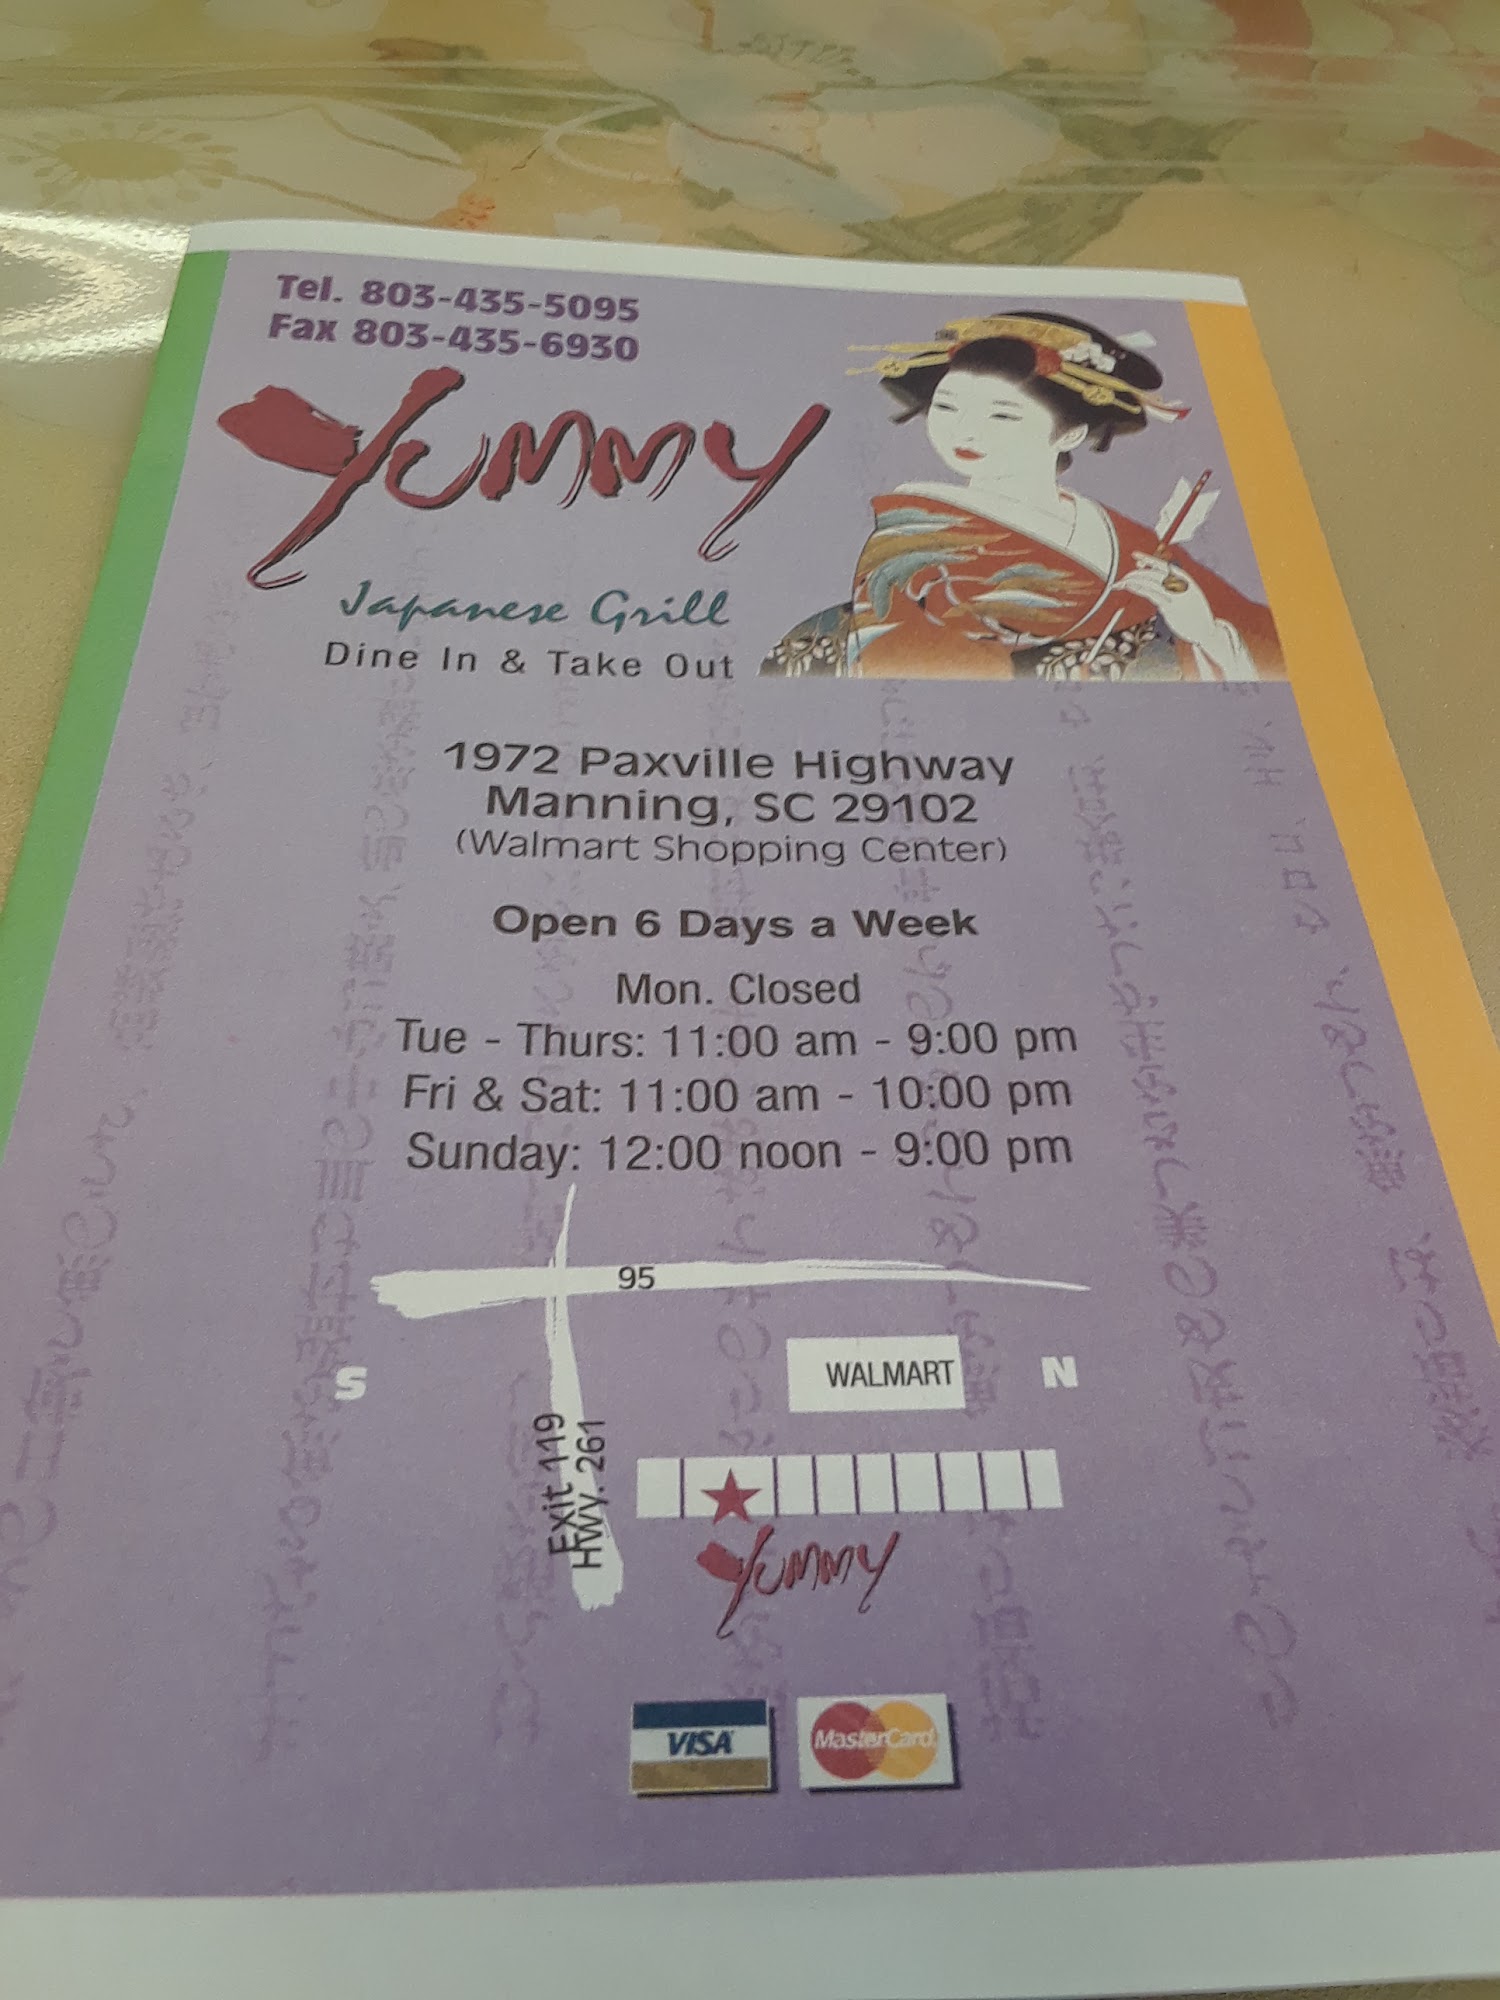 Tel. 803-435-5095
Fax 803-435-6930
Yummy
Japanese Grill
Dine In & Take Out
1972 Paxville Highway
Manning, SC 29102
(Walmart Shopping Center)
Open 6 Days a Week
Mon. Closed
Tue - Thurs: 11:00 am - 9:00 pm
Fri & Sat: 11:00 am - 10:00 pm
Sunday: 12:00 noon - 9:00 pm
95
S
WALMART
N
Exit 119
Hwy. 261
Yummy
VISA
MasterCard